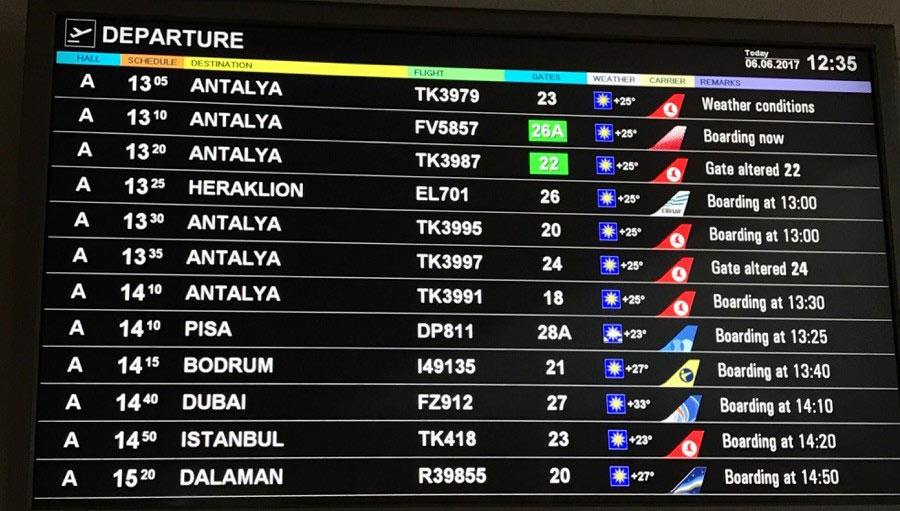 DEPARTURE
Today
06.06.2017 12:35
HALL SCHEDULE DESTINATION FLIGHT GATES WEATHER CARRIER REMARKS
A 13 05 ANTALYA TK3979 23 +25° Weather conditions
A 13 10 ANTALYA FV5857 26A +25° Boarding now
A 13 20 ANTALYA TK3987 22 +25° Gate altered 22
A 13 25 HERAKLION EL701 26 +25° Ellinair Boarding at 13:00
A 13 30 ANTALYA TK3995 20 +25° Boarding at 13:00
A 13 35 ANTALYA TK3997 24 +25° Gate altered 24
A 14 10 ANTALYA TK3991 18 +25° Boarding at 13:30
A 14 10 PISA DP811 28A +23° Boarding at 13:25
A 14 15 BODRUM I49135 21 +27° Boarding at 13:40
A 14 40 DUBAI FZ912 27 +33° Boarding at 14:10
A 14 50 ISTANBUL TK418 23 +23° Boarding at 14:20
A 15 20 DALAMAN R39855 20 +27° Boarding at 14:50